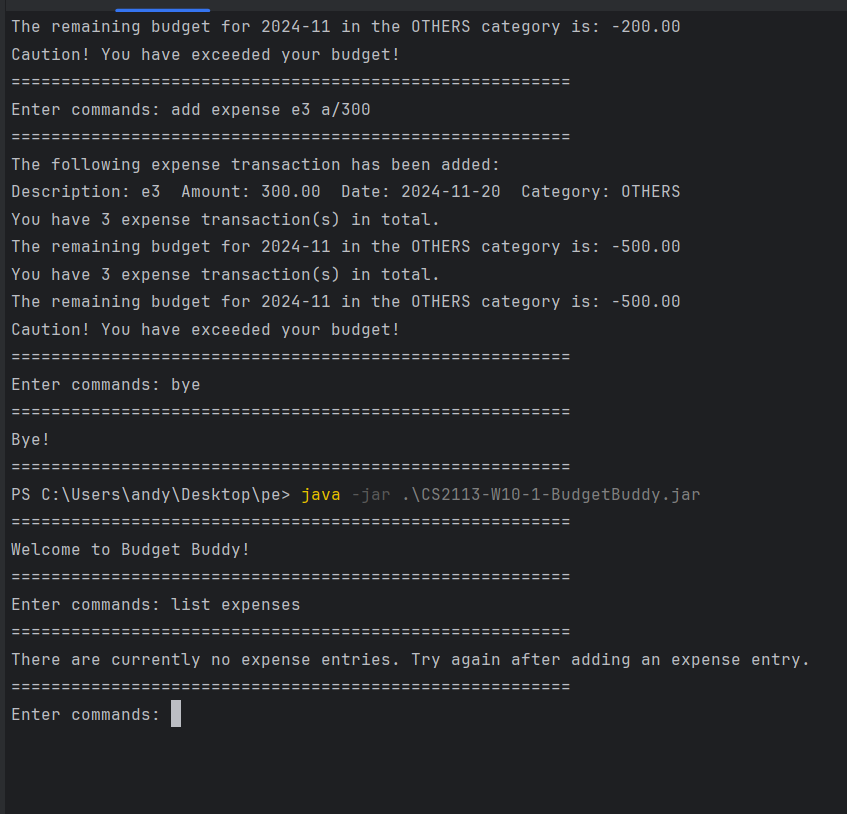 The remaining budget for 2024-11 in the OTHERS category is: -200.00
Caution! You have exceeded your budget!
========================================================
Enter commands: add expense e3 a/300
========================================================
The following expense transaction has been added:
Description: e3  Amount: 300.00  Date: 2024-11-20  Category: OTHERS
You have 3 expense transaction(s) in total.
The remaining budget for 2024-11 in the OTHERS category is: -500.00
You have 3 expense transaction(s) in total.
The remaining budget for 2024-11 in the OTHERS category is: -500.00
Caution! You have exceeded your budget!
========================================================
Enter commands: bye
========================================================
Bye!
========================================================
PS C:\Users\andy\Desktop\pe> java -jar .\CS2113-W10-1-BudgetBuddy.jar
========================================================
Welcome to Budget Buddy!
========================================================
Enter commands: list expenses
========================================================
There are currently no expense entries. Try again after adding an expense entry.
========================================================
Enter commands: